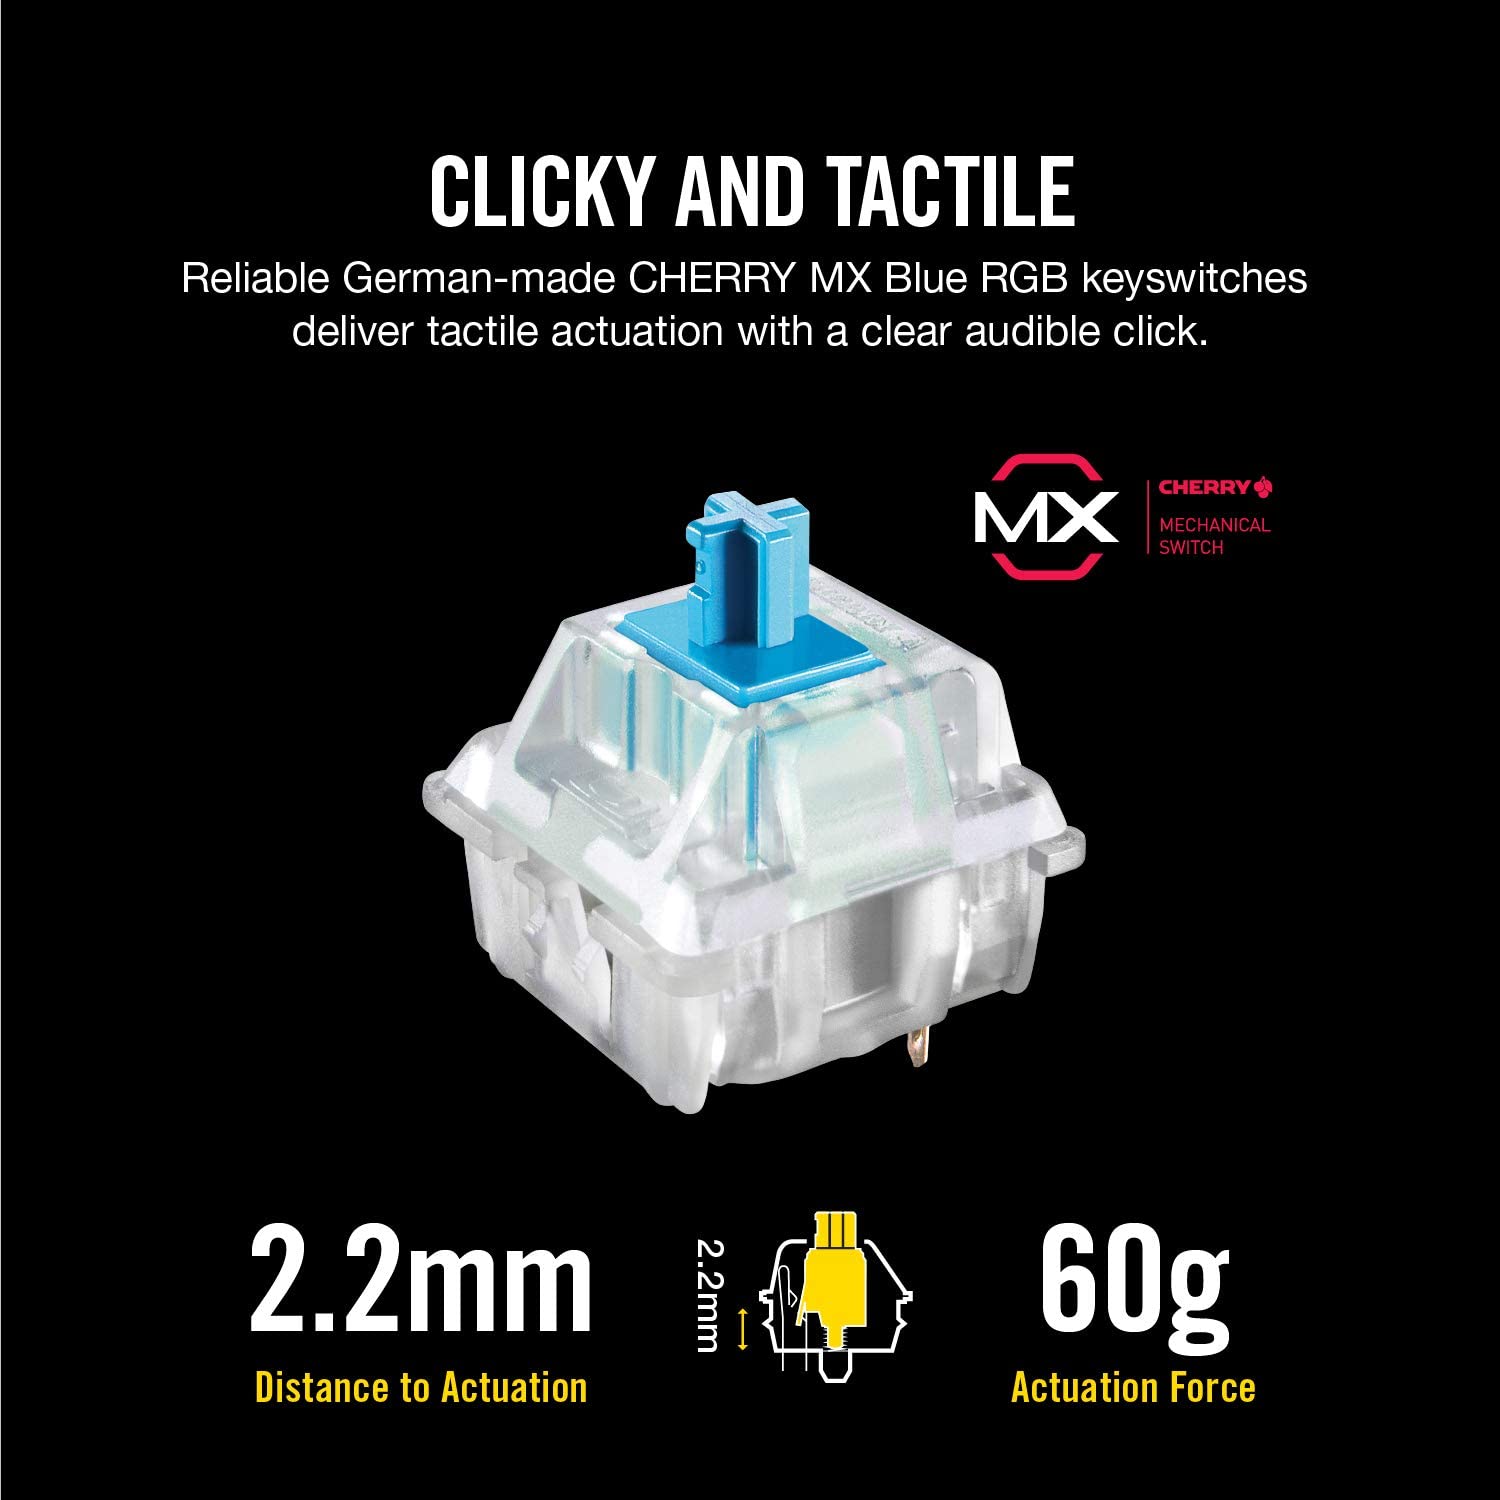 CLICKY AND TACTILE
Reliable German-made CHERRY MX Blue RGB keyswitches
deliver tactile actuation with a clear audible click.
MX
CHERRY
MECHANICAL
SWITCH
2.2mm
Distance to Actuation
2.2mm
60g
Actuation Force